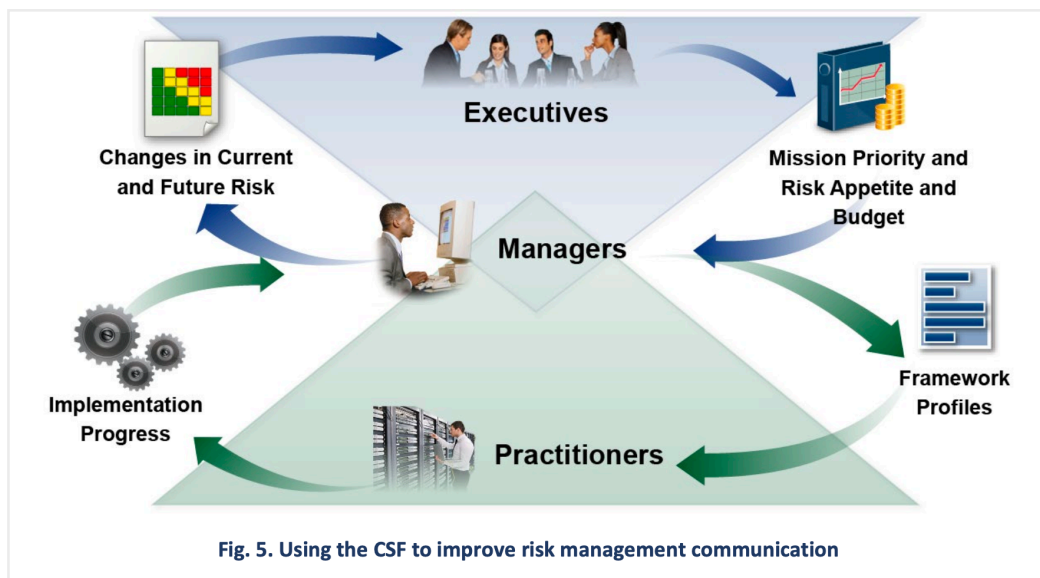 Executives
Changes in Current
and Future Risk
Mission Priority and
Risk Appetite and
Budget
Managers
Implementation
Progress
Framework
Profiles
Practitioners
Fig. 5. Using the CSF to improve risk management communication